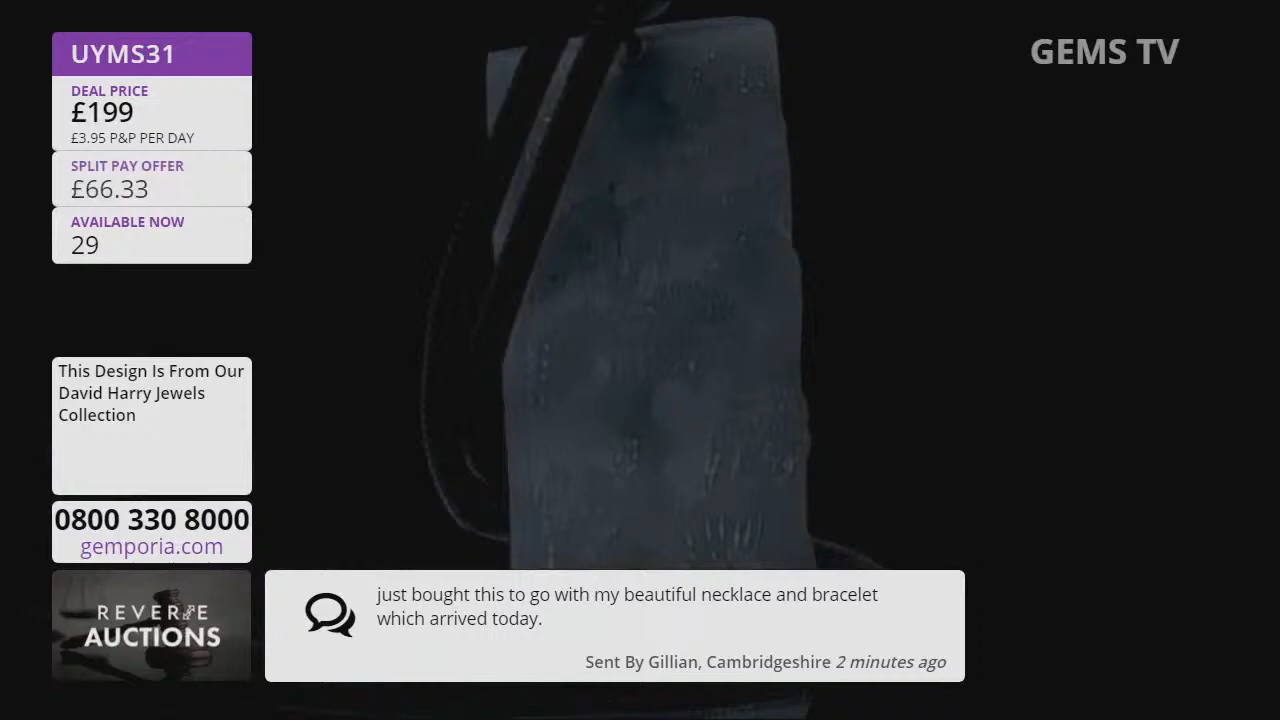 UYMS31
DEAL PRICE
£199
£3.95 P&P PER DAY
SPLIT PAY OFFER
£66.33
AVAILABLE NOW
29
This Design Is From Our
David Harry Jewels
Collection
0800 330 8000
gemporia.com
REVERSE
AUCTIONS
GEMS TV
just bought this to go with my beautiful necklace and bracelet
which arrived today.
Sent By Gillian, Cambridgeshire 2 minutes ago